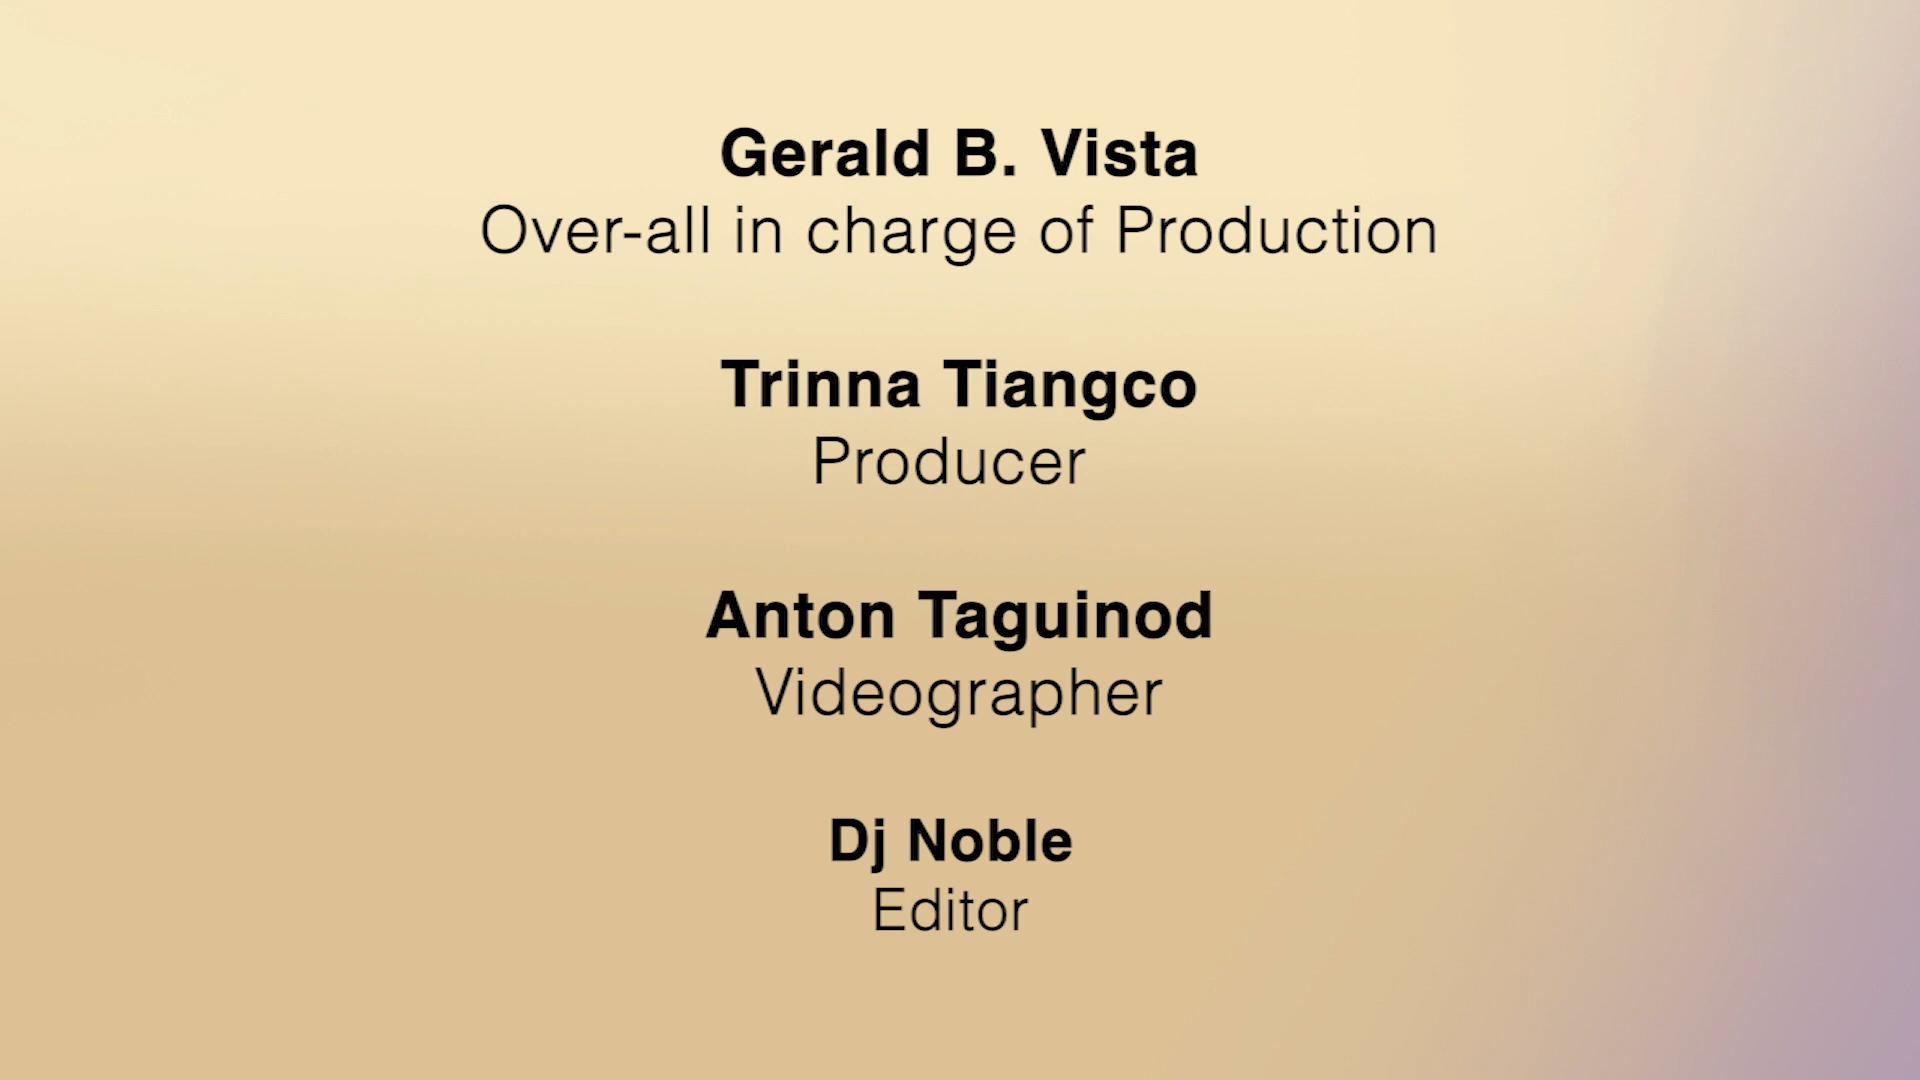 Gerald B. Vista
Over-all in charge of Production
Trinna Tiangco
Producer
Anton Taguinod
Videographer
Dj Noble
Editor